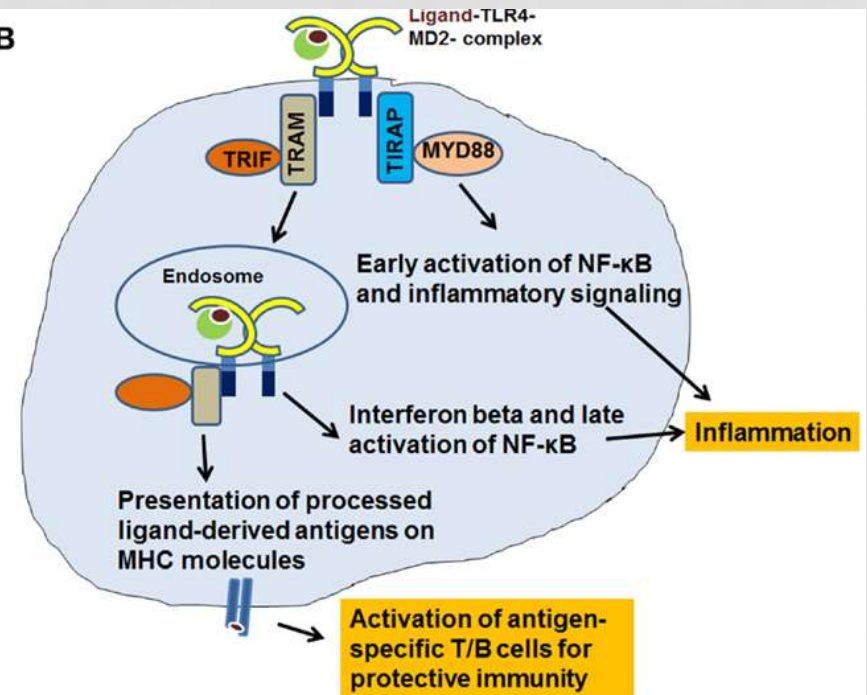 B
Ligand-TLR4-
MD2- complex
TRIF
TRAM
TIRAP
MYD88
Endosome
Early activation of NF-κB
and inflammatory signaling
Interferon beta and late
activation of NF-κB
Inflammation
Presentation of processed
ligand-derived antigens on
MHC molecules
Activation of antigen-
specific T/B cells for
protective immunity